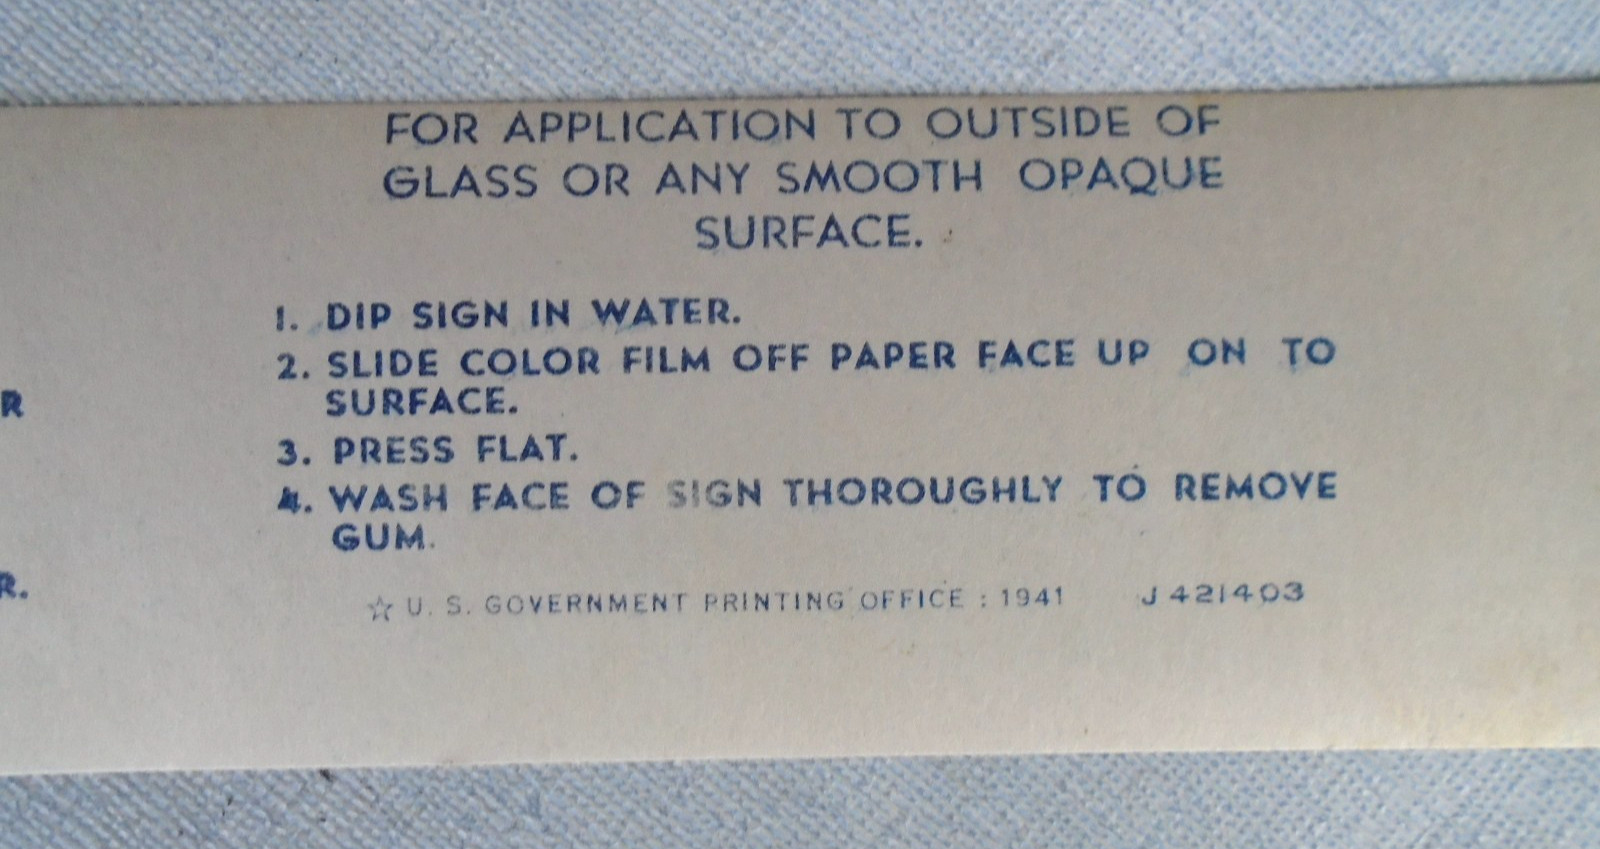 FOR APPLICATION TO OUTSIDE OF
GLASS OR ANY SMOOTH OPAQUE
SURFACE.
1. DIP SIGN IN WATER.
2. SLIDE COLOR FILM OFF PAPER FACE UP ON TO
SURFACE.
3. PRESS FLAT.
4. WASH FACE OF SIGN THOROUGHLY TO REMOVE
GUM.
☆ U. S. GOVERNMENT PRINTING OFFICE : 1941 J 421403
R
R.